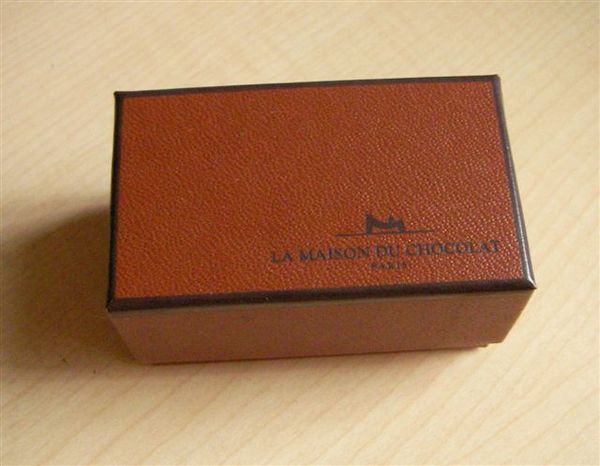 LA MAISON DU CHOCOLAT
PARIS